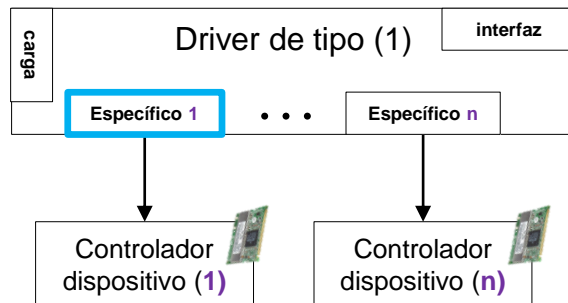 carga
Driver de tipo (1)
interfaz
Específico 1
• • •
Específico n
Controlador
dispositivo (1)
Controlador
dispositivo (n)